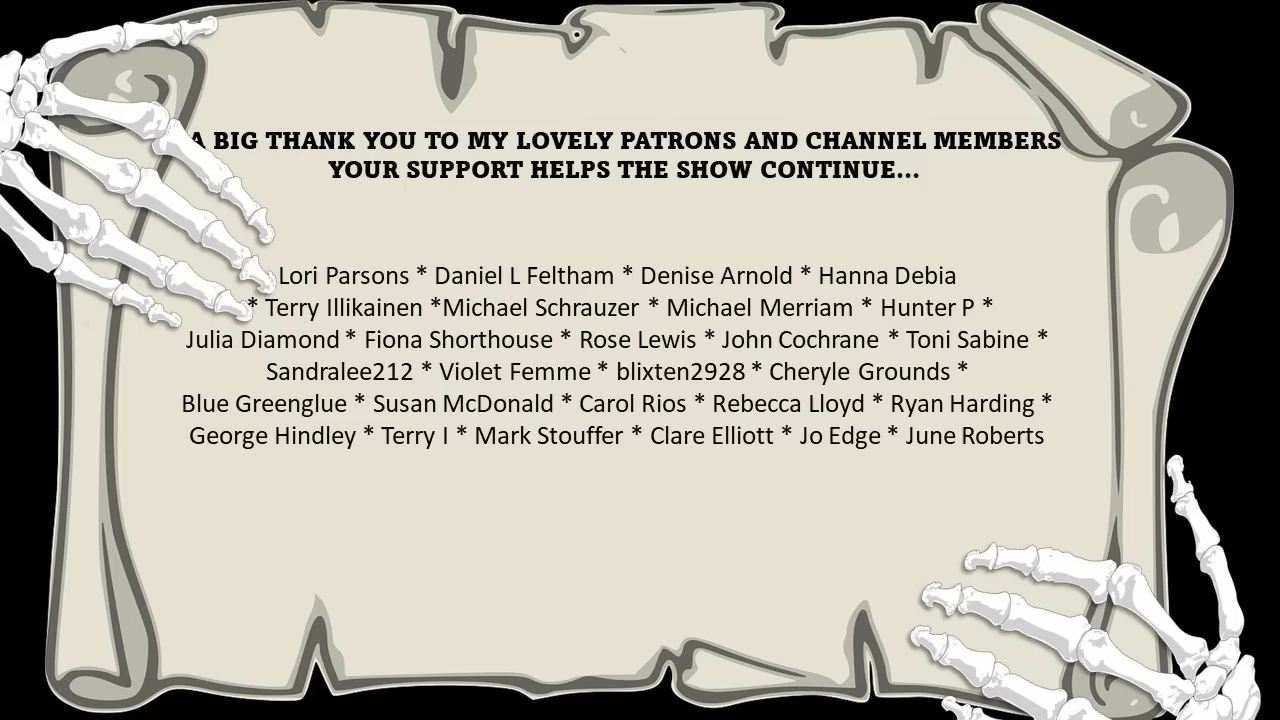 A BIG THANK YOU TO MY LOVELY PATRONS AND CHANNEL MEMBERS
YOUR SUPPORT HELPS THE SHOW CONTINUE...
Lori Parsons * Daniel L Feltham * Denise Arnold * Hanna Debia
* Terry Illikainen *Michael Schrauzer * Michael Merriam * Hunter P *
Julia Diamond * Fiona Shorthouse * Rose Lewis * John Cochrane * Toni Sabine *
Sandralee212 * Violet Femme * blixten2928 * Cheryle Grounds *
Blue Greenglue * Susan McDonald * Carol Rios * Rebecca Lloyd * Ryan Harding *
George Hindley * Terry I * Mark Stouffer * Clare Elliott * Jo Edge * June Roberts